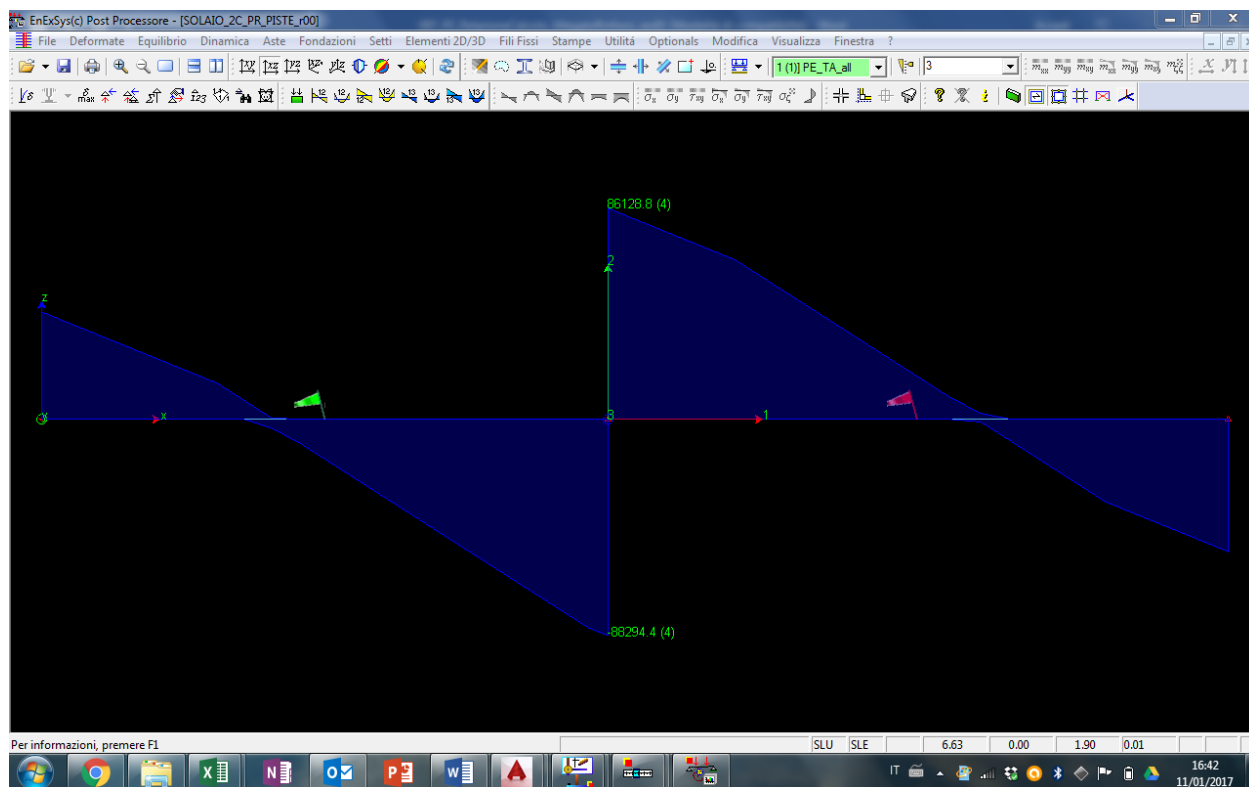 EnExSys(c) Post Processore - [SOLAIO_2C_PR_PISTE_r00]
File Deformate Equilibrio Dinamica Aste Fondazioni Setti Elementi 2D/3D Fili Fissi Stampe Utilitá Optionals Modifica Visualizza Finestra ?
1 (1)] PE_TA_all 3
86128.8 (4)
2
z
Y x 3 1
-88294.4 (4)
Per informazioni, premere F1 SLU SLE 6.63 0.00 1.90 0.01
IT 16:42
11/01/2017